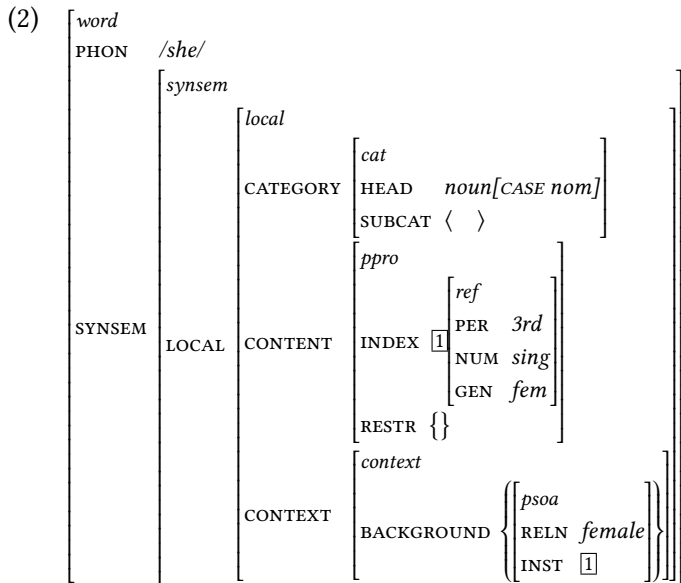 (2)
word
PHON /she/
synsem
local
cat
CATEGORY HEAD noun[CASE nom]
SUBCAT ⟨ ⟩
ppro
ref
PER 3rd
SYNSEM LOCAL CONTENT INDEX 1 NUM sing
GEN fem
RESTR {}
context
psoa
CONTEXT BACKGROUND RELN female
INST 1